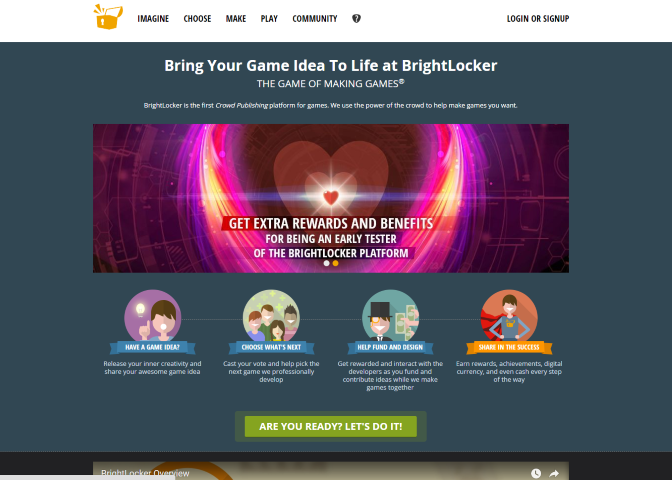 IMAGINE CHOOSE MAKE PLAY COMMUNITY ? LOGIN OR SIGNUP
Bring Your Game Idea To Life at BrightLocker
THE GAME OF MAKING GAMES®
BrightLocker is the first Crowd Publishing platform for games. We use the power of the crowd to help make games you want.
GET EXTRA REWARDS AND BENEFITS
FOR BEING AN EARLY TESTER
OF THE BRIGHTLOCKER PLATFORM
HAVE A GAME IDEA?
Release your inner creativity and
share your awesome game idea
CHOOSE WHAT'S NEXT
Cast your vote and help pick the
next game we professionally
develop
HELP FUND AND DESIGN
Get rewarded and interact with the
developers as you fund and
contribute ideas while we make
games together
SHARE IN THE SUCCESS
Earn rewards, achievements, digital
currency, and even cash every step
of the way
ARE YOU READY? LET'S DO IT!
BrightLocker Overview